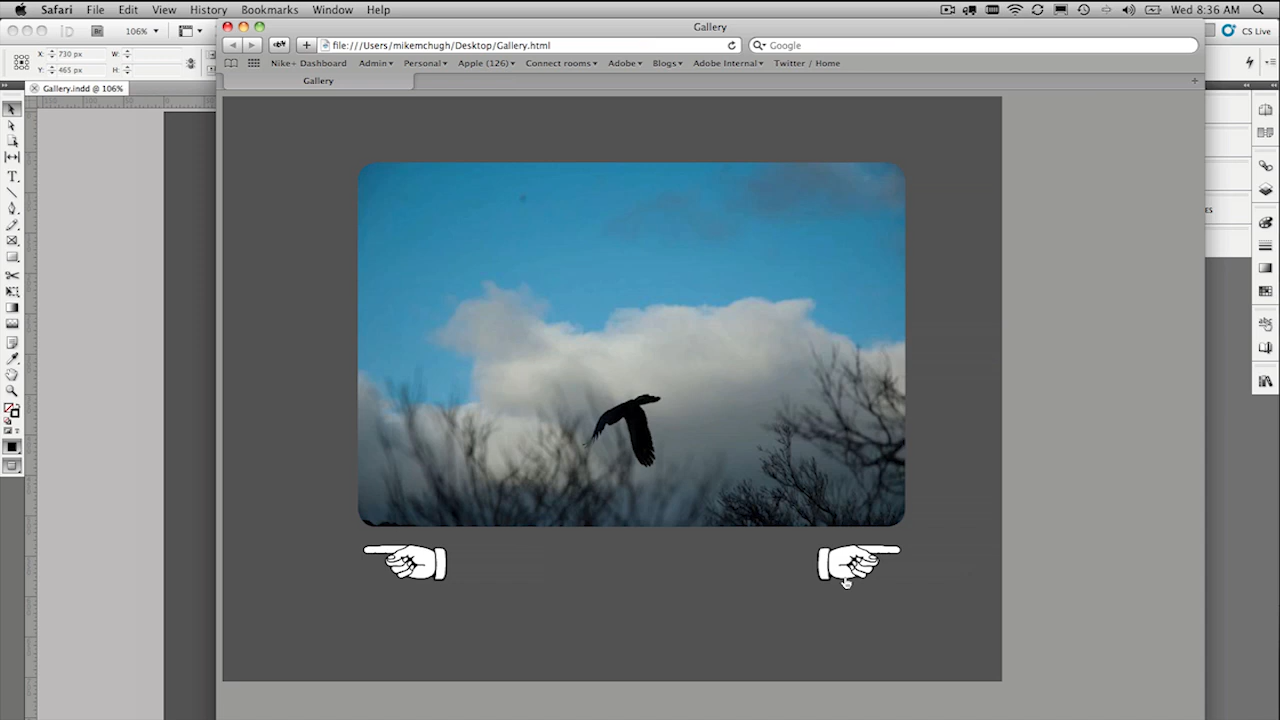 Safari File Edit View History Bookmarks Window Help Wed 8:36 AM
Gallery
106% CS Live
file:///Users/mikemchugh/Desktop/Gallery.html Google
X: 730 px W:
Y: 465 px H:
Nike+ Dashboard Admin Personal Apple (126) Connect rooms Adobe Blogs Adobe Internal Twitter / Home
Gallery
Gallery.indd @ 106%